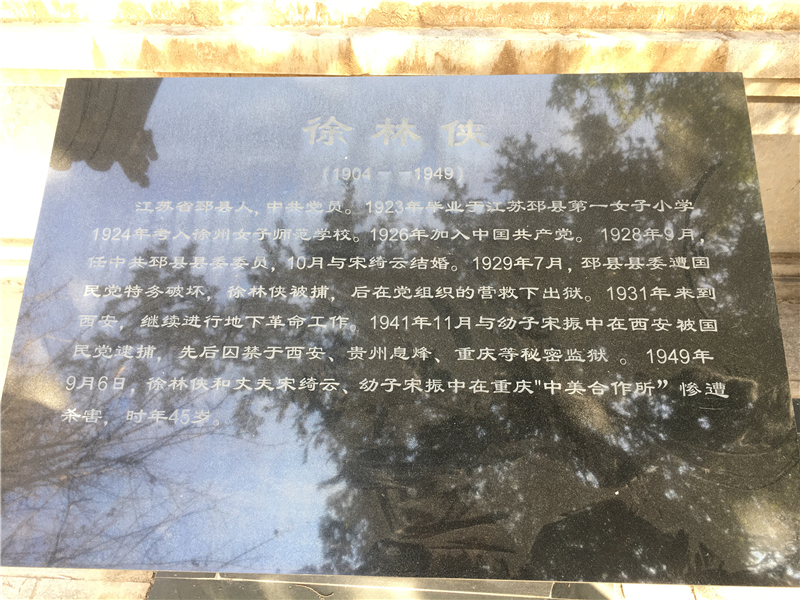 徐林侠
(1904--1949)
江苏省邳县人,中共党员。1923年毕业于江苏邳县第一女子小学
1924年考入徐州女子师范学校。1926年加入中国共产党。 1928年9月,
任中共邳县县委委员,10月与宋绮云结婚。1929年7月,邳县县委遭国
民党特务破坏,徐林侠被捕,后在党组织的营救下出狱。1931年来到
西安,继续进行地下革命工作。1941年11月与幼子宋振中在西安被国
民党逮捕,先后囚禁于西安、贵州息烽、重庆等秘密监狱 。 1949年
9月6日,徐林侠和丈夫宋绮云、幼子宋振中在重庆"中美合作所”惨遭
杀害,时年45岁。